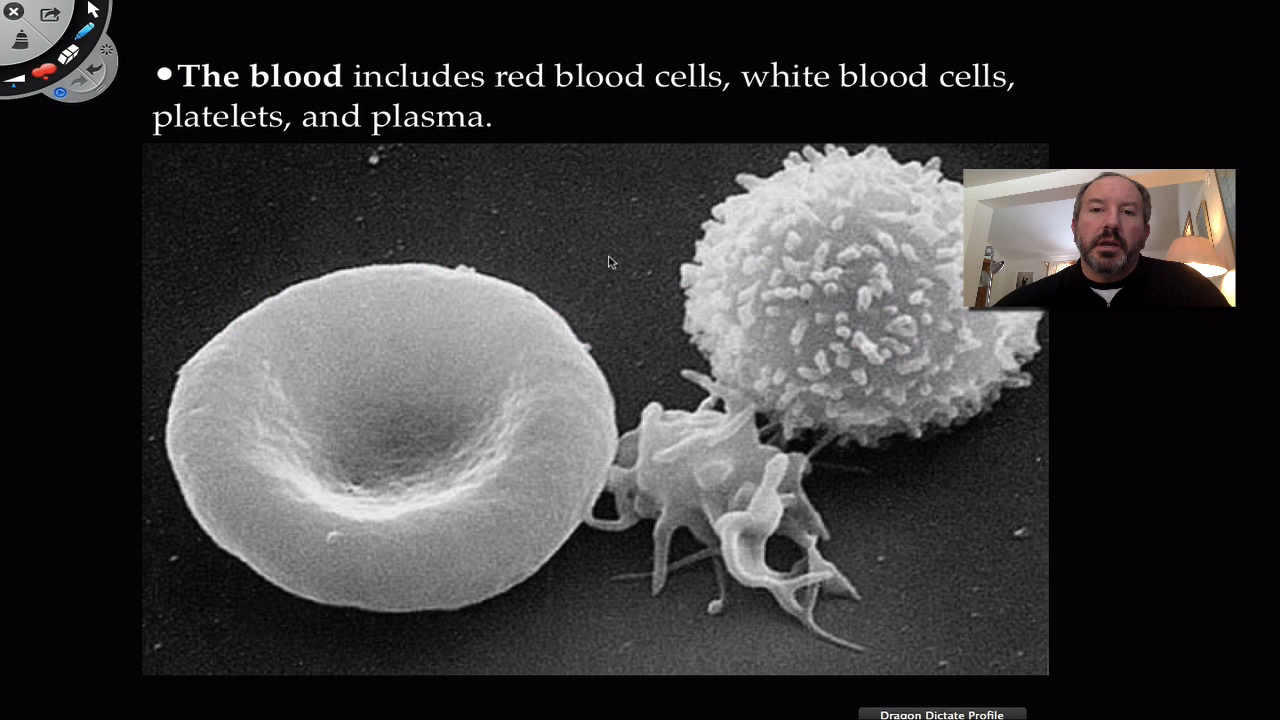 •The blood includes red blood cells, white blood cells,
platelets, and plasma.
Dragon Dictate Profile